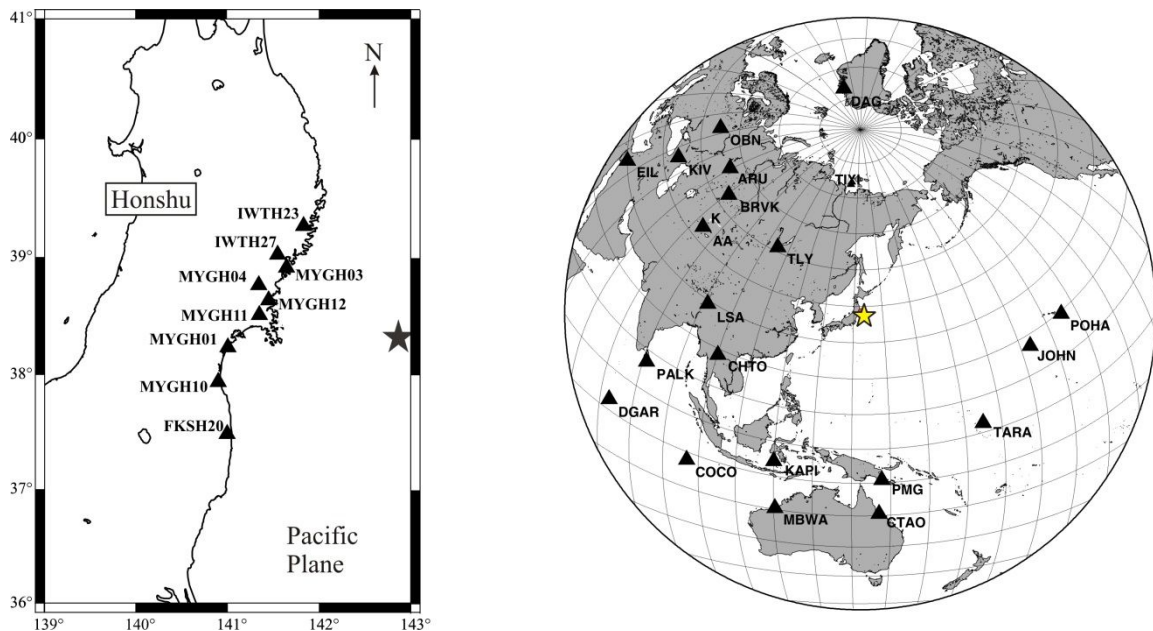 41°
N
40°
Honshu
IWTH23
IWTH27
39°
MYGH04
MYGH03
MYGH12
MYGH11
MYGH01
38°
MYGH10
FKSH20
37°
Pacific
Plane
36°
139°
140°
141°
142°
143°
DAG
OBN
EIL
KIV
ARU
TIXI
BRVK
K
AA
TLY
LSA
POHA
JOHN
PALK
CHTO
DGAR
TARA
COCO
KAPI
PMG
MBWA
CTAO